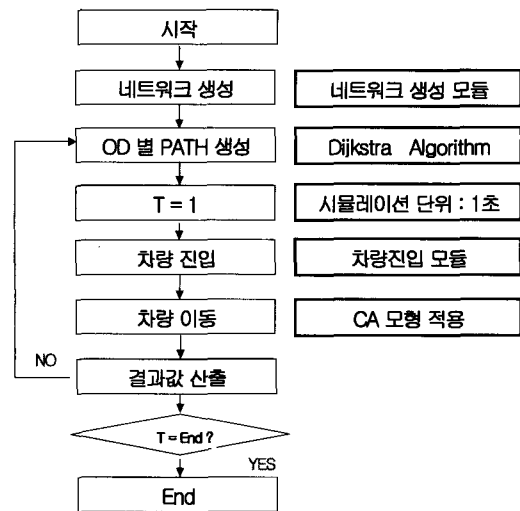 시작
네트워크 생성
네트워크 생성 모듈
OD 별 PATH 생성
Dijkstra Algorithm
T = 1
시뮬레이션 단위 : 1초
차량 진입
차량진입 모듈
차량 이동
CA 모형 적용
NO
결과값 산출
T = End ?
YES
End